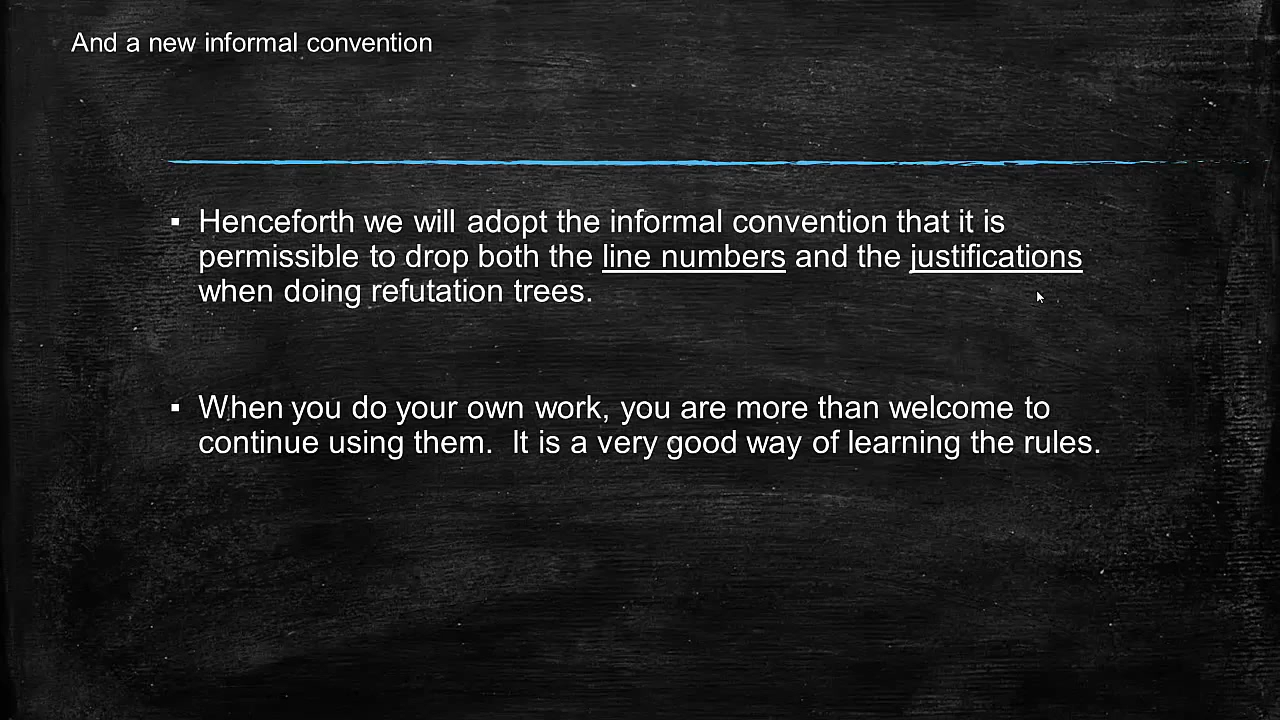 And a new informal convention
▪ Henceforth we will adopt the informal convention that it is
permissible to drop both the line numbers and the justifications
when doing refutation trees.
▪ When you do your own work, you are more than welcome to
continue using them.  It is a very good way of learning the rules.